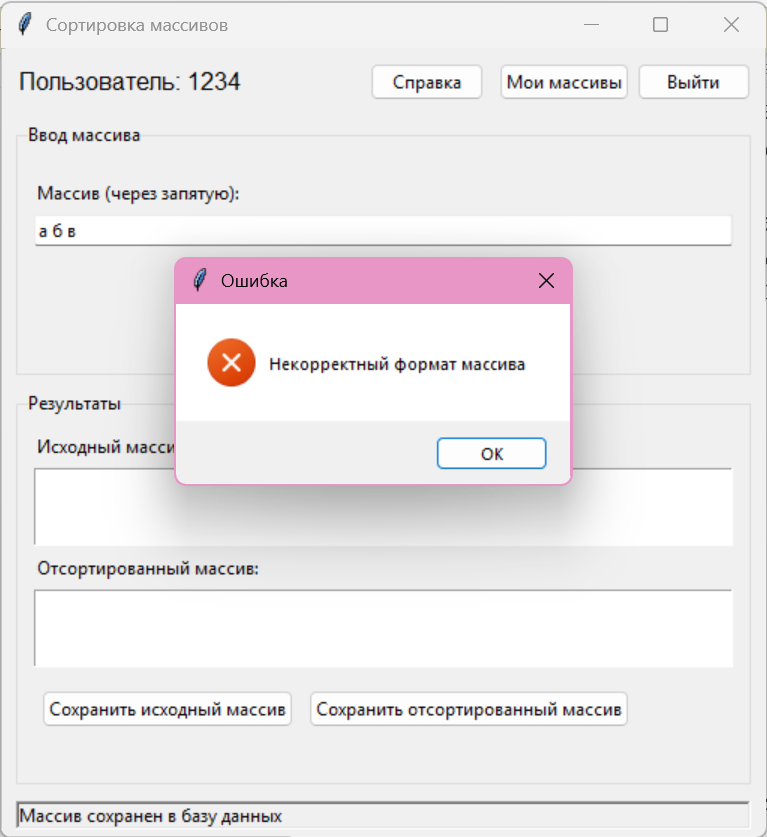 Сортировка массивов
Пользователь: 1234
Справка
Мои массивы
Выйти
Ввод массива
Массив (через запятую):
а б в
Ошибка
Некорректный формат массива
OK
Результаты
Исходный масси
Отсортированный массив:
Сохранить исходный массив
Сохранить отсортированный массив
Массив сохранен в базу данных